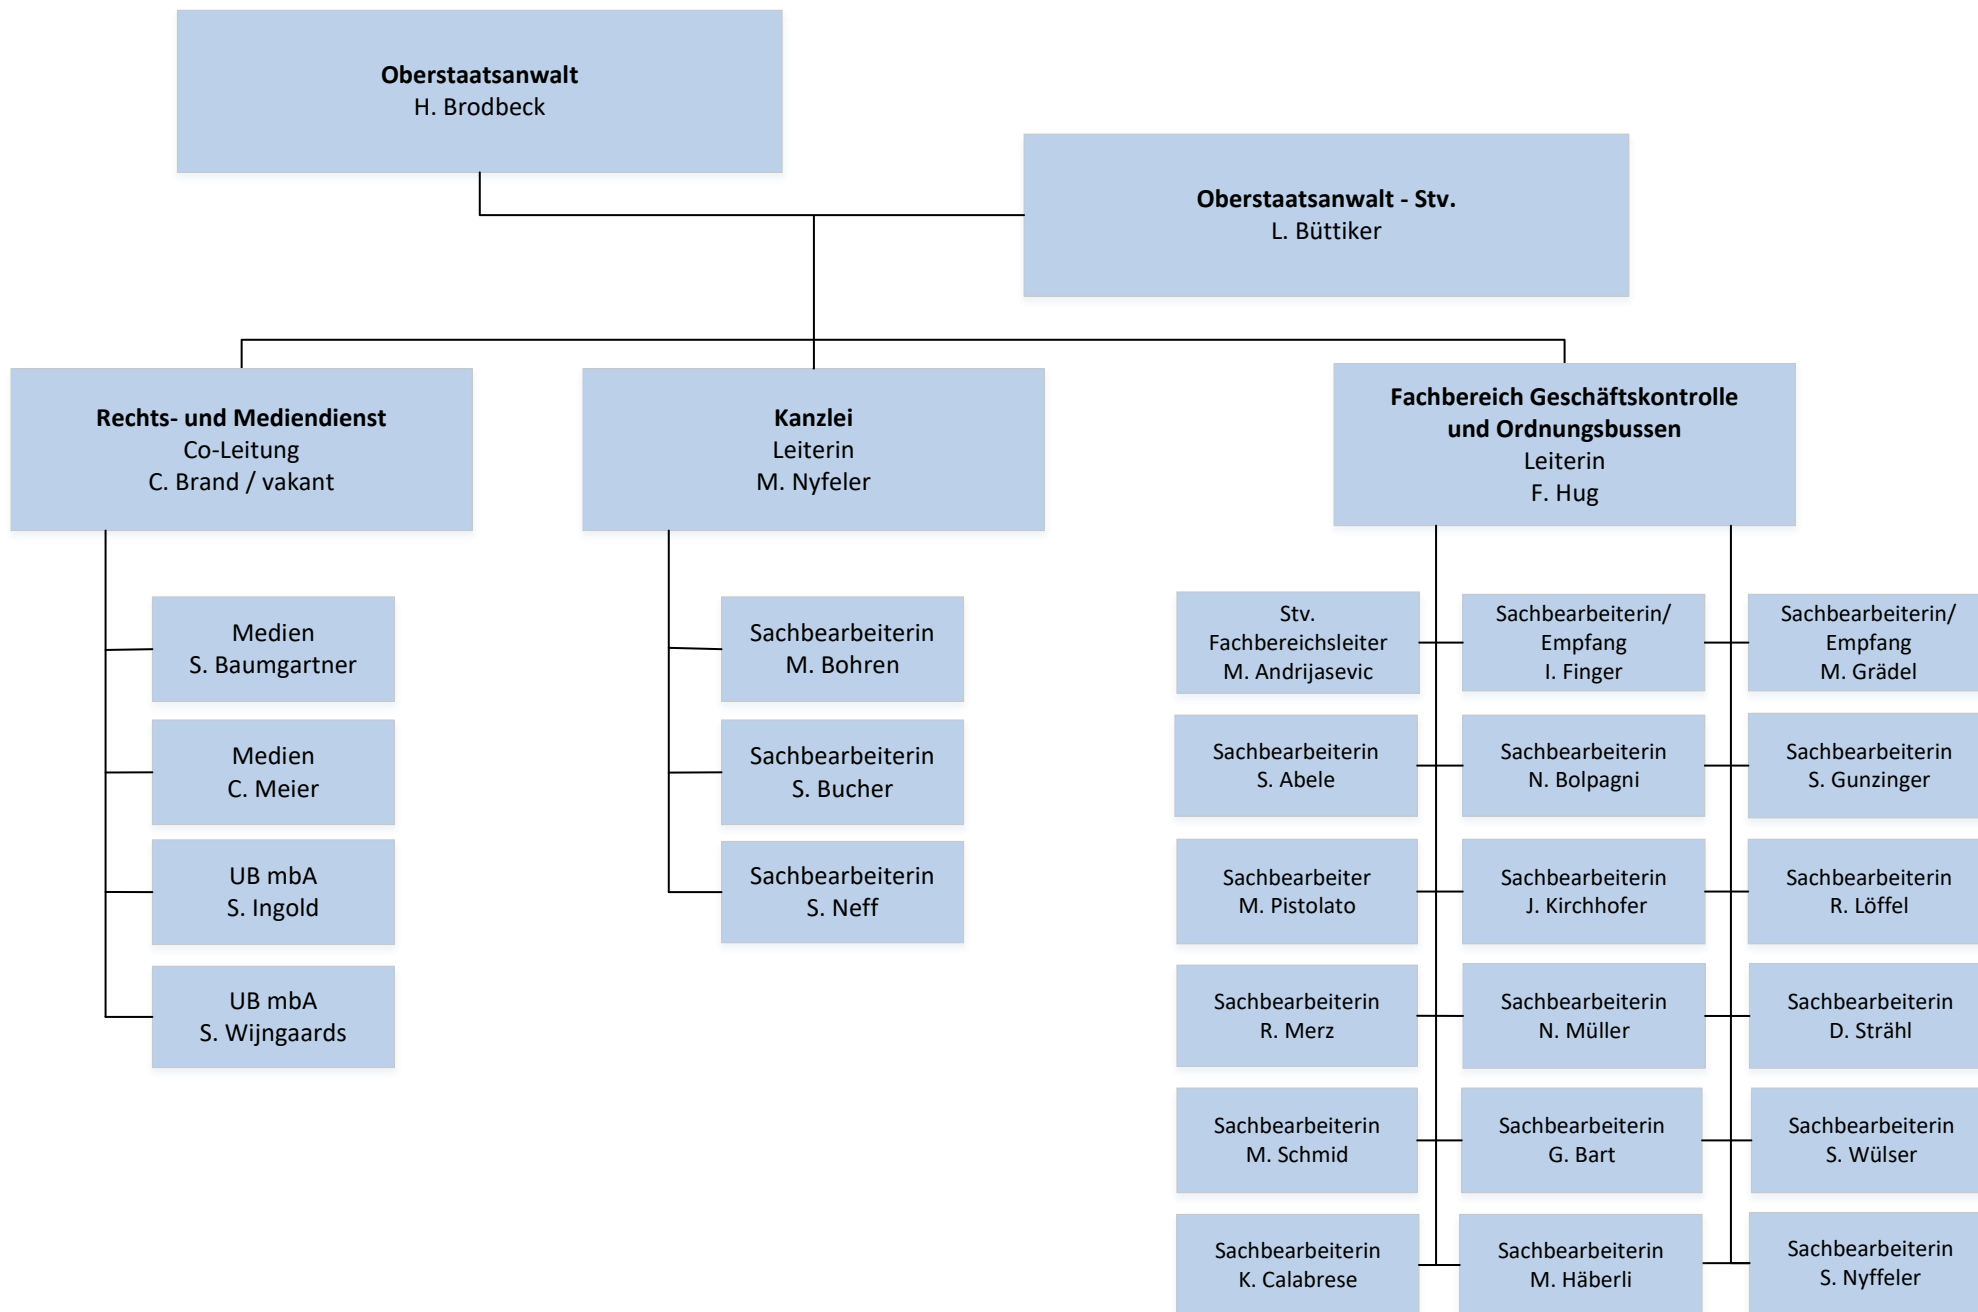 Oberstaatsanwalt
H. Brodbeck
Oberstaatsanwalt - Stv.
L. Büttiker
Rechts- und Mediendienst
Co-Leitung
C. Brand / vakant
Kanzlei
Leiterin
M. Nyfeler
Fachbereich Geschäftskontrolle
und Ordnungsbussen
Leiterin
F. Hug
Medien
S. Baumgartner
Medien
C. Meier
UB mbA
S. Ingold
UB mbA
S. Wijngaards
Sachbearbeiterin
M. Bohren
Sachbearbeiterin
S. Bucher
Sachbearbeiterin
S. Neff
Stv.
Fachbereichsleiter
M. Andrijasevic
Sachbearbeiterin/
Empfang
I. Finger
Sachbearbeiterin/
Empfang
M. Grädel
Sachbearbeiterin
S. Abele
Sachbearbeiterin
N. Bolpagni
Sachbearbeiterin
S. Gunzinger
Sachbearbeiter
M. Pistolato
Sachbearbeiterin
J. Kirchhofer
Sachbearbeiterin
R. Löffel
Sachbearbeiterin
R. Merz
Sachbearbeiterin
N. Müller
Sachbearbeiterin
D. Strähl
Sachbearbeiterin
M. Schmid
Sachbearbeiterin
G. Bart
Sachbearbeiterin
S. Wülser
Sachbearbeiterin
K. Calabrese
Sachbearbeiterin
M. Häberli
Sachbearbeiterin
S. Nyffeler